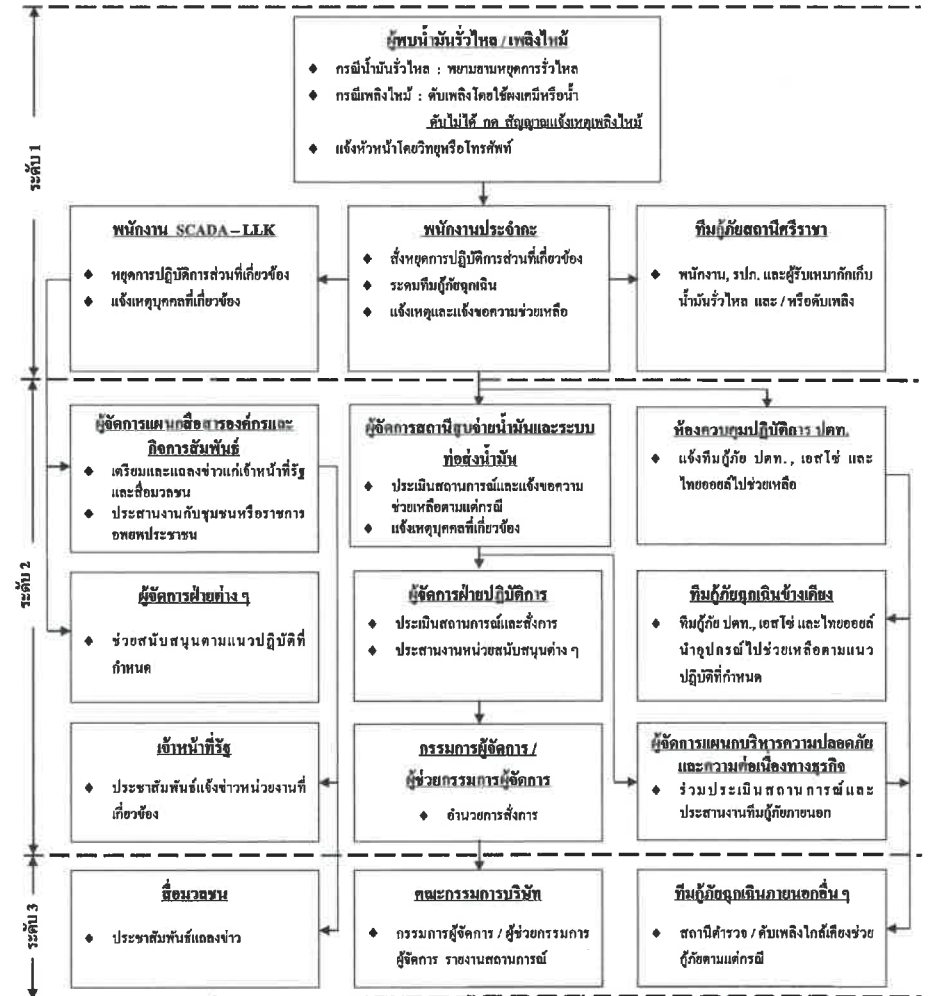 ผู้พบน้ำมันรั่วไหล / เพลิงไหม้
♦ กรณีน้ำมันรั่วไหล : พยายามหยุดการรั่วไหล
♦ กรณีเพลิงไหม้ : ดับเพลิงโดยใช้ผงเคมีหรือน้ำ
ดับไม่ได้ กด สัญญาณแจ้งเหตุเพลิงไหม้
♦ แจ้งหัวหน้าโดยวิทยุหรือโทรศัพท์
ระดับ 1
พนักงาน SCADA – LLK
♦ หยุดการปฏิบัติการส่วนที่เกี่ยวข้อง
♦ แจ้งเหตุบุคคลที่เกี่ยวข้อง
พนักงานประจำกะ
♦ สั่งหยุดการปฏิบัติการส่วนที่เกี่ยวข้อง
♦ ระดมทีมกู้ภัยฉุกเฉิน
♦ แจ้งเหตุและแจ้งขอความช่วยเหลือ
ทีมกู้ภัยสถานีศรีราชา
♦ พนักงาน, รปภ. และผู้รับเหมากักเก็บ
น้ำมันรั่วไหล และ / หรือดับเพลิง
ระดับ 2
ผู้จัดการแผนกสื่อสารองค์กรและ
กิจการสัมพันธ์
♦ เตรียมและแถลงข่าวแก่เจ้าหน้าที่รัฐ
และสื่อมวลชน
♦ ประสานงานกับชุมชนหรือราชการ
อพยพประชาชน
ผู้จัดการสถานีสูบจ่ายน้ำมันและระบบ
ท่อส่งน้ำมัน
♦ ประเมินสถานการณ์และแจ้งขอความ
ช่วยเหลือตามแต่กรณี
♦ แจ้งเหตุบุคคลที่เกี่ยวข้อง
ห้องควบคุมปฏิบัติการ ปตท.
♦ แจ้งทีมกู้ภัย ปตท., เอสโซ่ และ
ไทยออยล์ไปช่วยเหลือ
ผู้จัดการฝ่ายต่าง ๆ
♦ ช่วยสนับสนุนตามแนวปฏิบัติที่
กำหนด
ผู้จัดการฝ่ายปฏิบัติการ
♦ ประเมินสถานการณ์และสั่งการ
♦ ประสานงานหน่วยสนับสนุนต่าง ๆ
ทีมกู้ภัยฉุกเฉินข้างเคียง
♦ ทีมกู้ภัย ปตท., เอสโซ่ และไทยออยล์
นำอุปกรณ์ไปช่วยเหลือตามแนว
ปฏิบัติที่กำหนด
เจ้าหน้าที่รัฐ
♦ ประชาสัมพันธ์แจ้งข่าวหน่วยงานที่
เกี่ยวข้อง
กรรมการผู้จัดการ /
ผู้ช่วยกรรมการผู้จัดการ
♦ อำนวยการสั่งการ
ผู้จัดการแผนกบริหารความปลอดภัย
และความต่อเนื่องทางธุรกิจ
♦ ร่วมประเมินสถานการณ์และ
ประสานงานทีมกู้ภัยภายนอก
ระดับ 3
สื่อมวลชน
♦ ประชาสัมพันธ์แถลงข่าว
คณะกรรมการบริษัท
♦ กรรมการผู้จัดการ / ผู้ช่วยกรรมการ
ผู้จัดการ รายงานสถานการณ์
ทีมกู้ภัยฉุกเฉินภายนอกอื่น ๆ
♦ สถานีตำรวจ / ดับเพลิงใกล้เคียงช่วย
กู้ภัยตามแต่กรณี